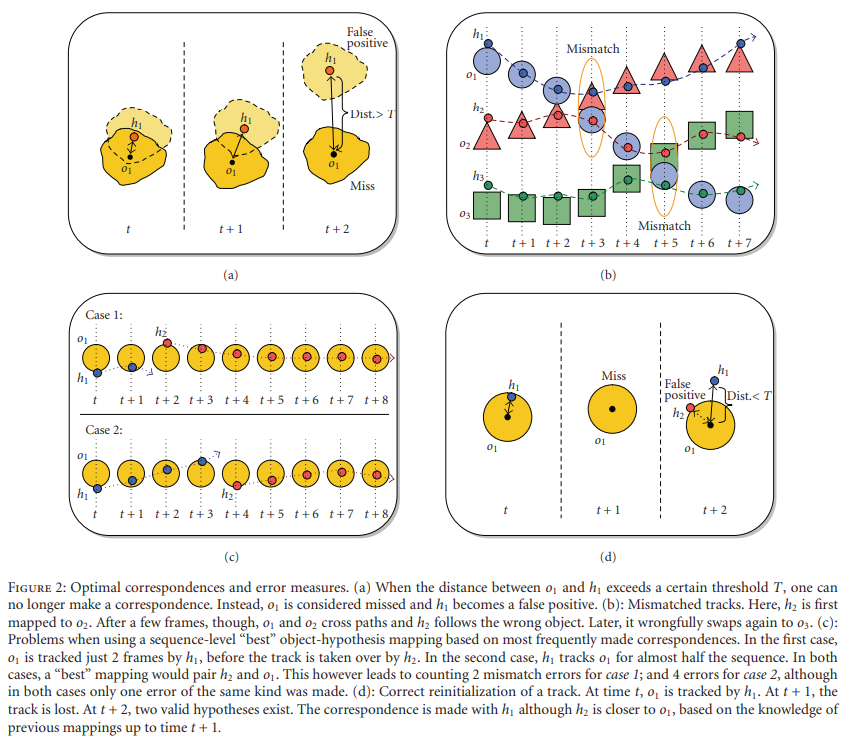 False
positive
h1
h1
h1
Dist.> T
o1
o1
o1
Miss
t
t + 1
t + 2
(a)
h1
Mismatch
o1
h2
o2
h3
o3
Mismatch
t
t + 1
t + 2
t + 3
t + 4
t + 5
t + 6
t + 7
(b)
Case 1:
o1
h2
h1
t
t + 1
t + 2
t + 3
t + 4
t + 5
t + 6
t + 7
t + 8
Case 2:
o1
h1
h2
t
t + 1
t + 2
t + 3
t + 4
t + 5
t + 6
t + 7
t + 8
(c)
h1
o1
Miss
o1
h1
False
positive
Dist.< T
h2
o1
t
t + 1
t + 2
(d)
Figure 2: Optimal correspondences and error measures. (a) When the distance between o1 and h1 exceeds a certain threshold T, one can
no longer make a correspondence. Instead, o1 is considered missed and h1 becomes a false positive. (b): Mismatched tracks. Here, h2 is first
mapped to o2. After a few frames, though, o1 and o2 cross paths and h2 follows the wrong object. Later, it wrongfully swaps again to o3. (c):
Problems when using a sequence-level “best” object-hypothesis mapping based on most frequently made correspondences. In the first case,
o1 is tracked just 2 frames by h1, before the track is taken over by h2. In the second case, h1 tracks o1 for almost half the sequence. In both
cases, a “best” mapping would pair h2 and o1. This however leads to counting 2 mismatch errors for case 1; and 4 errors for case 2, although
in both cases only one error of the same kind was made. (d): Correct reinitialization of a track. At time t, o1 is tracked by h1. At t + 1, the
track is lost. At t + 2, two valid hypotheses exist. The correspondence is made with h1 although h2 is closer to o1, based on the knowledge of
previous mappings up to time t + 1.